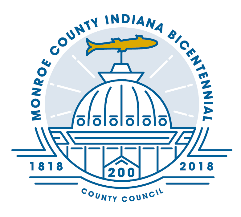 MONROE COUNTY INDIANA BICENTENNIAL
1818
200
2018
COUNTY COUNCIL